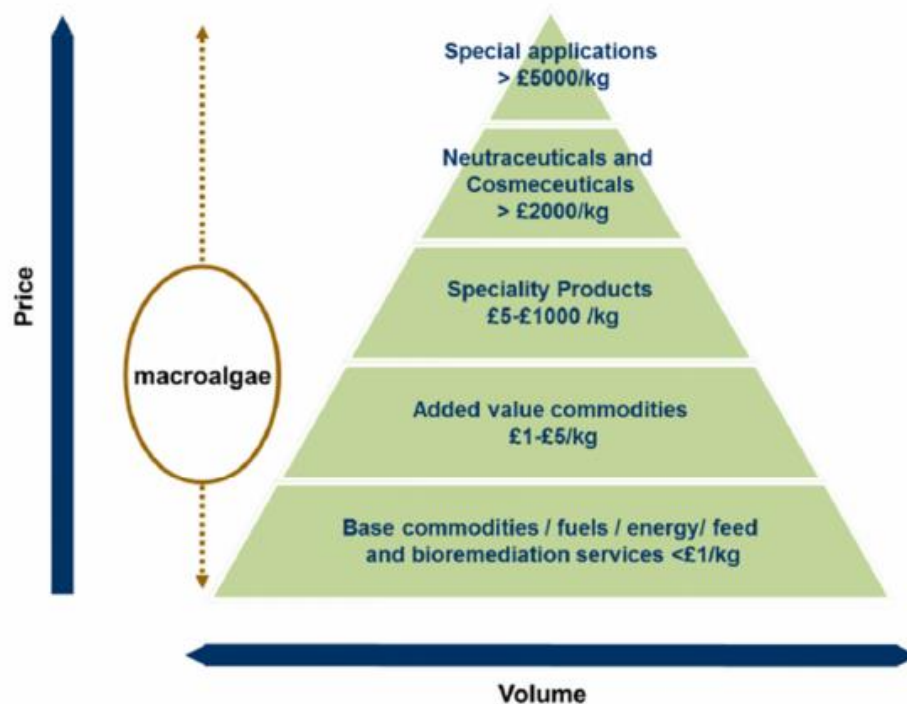 Special applications
> £5000/kg
Neutraceuticals and
Cosmeceuticals
> £2000/kg
Speciality Products
£5-£1000 /kg
Added value commodities
£1-£5/kg
Base commodities / fuels / energy/ feed
and bioremediation services <£1/kg
Price
macroalgae
Volume